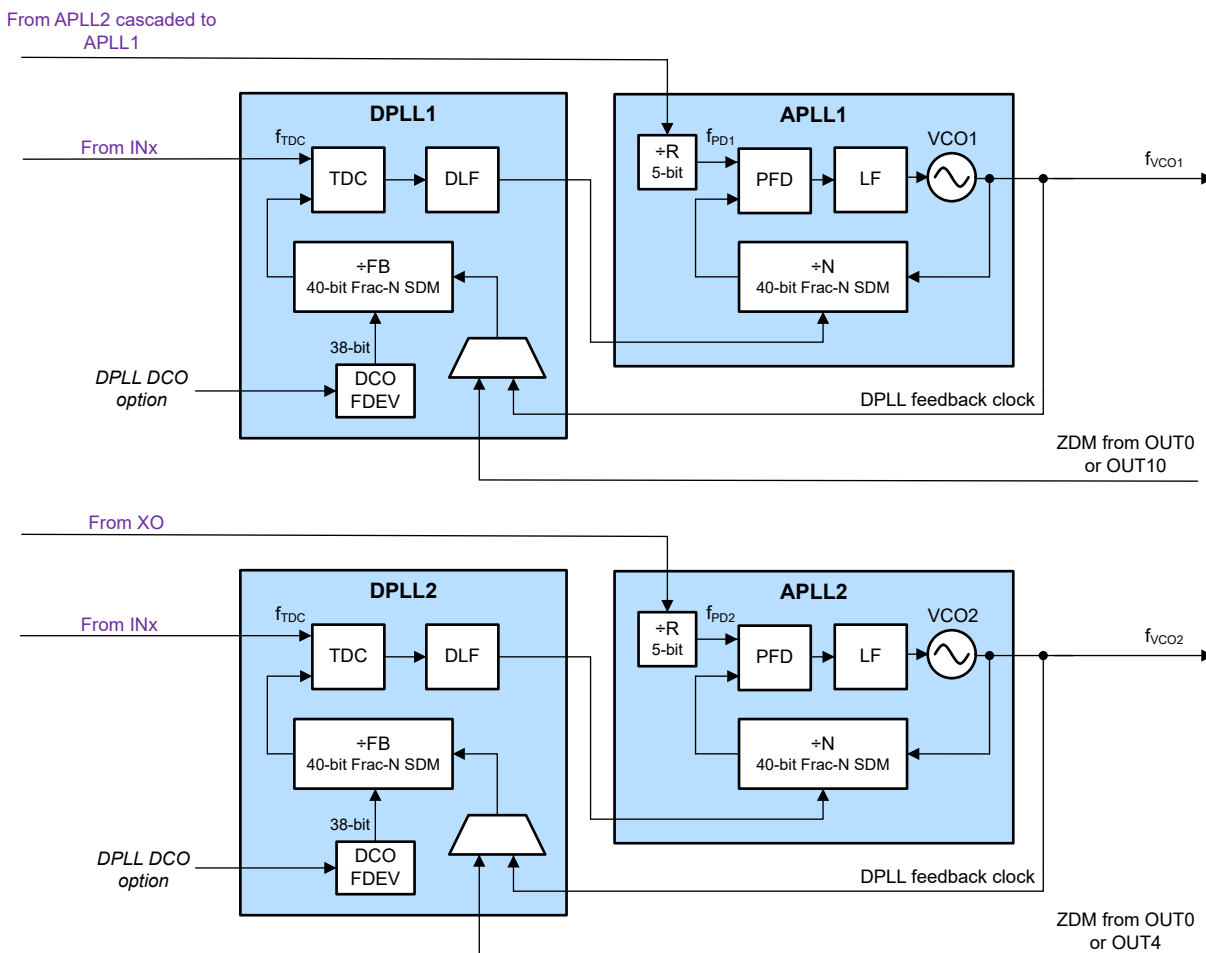 From APLL2 cascaded to
APLL1
DPLL1
APLL1
From INx
fTDC
TDC
DLF
÷R
5-bit
fPD1
PFD
LF
VCO1
fVCO1
÷FB
40-bit Frac-N SDM
÷N
40-bit Frac-N SDM
38-bit
DPLL DCO
option
DCO
FDEV
DPLL feedback clock
ZDM from OUT0
or OUT10
From XO
DPLL2
APLL2
From INx
fTDC
TDC
DLF
÷R
5-bit
fPD2
PFD
LF
VCO2
fVCO2
÷FB
40-bit Frac-N SDM
÷N
40-bit Frac-N SDM
38-bit
DPLL DCO
option
DCO
FDEV
DPLL feedback clock
ZDM from OUT0
or OUT4